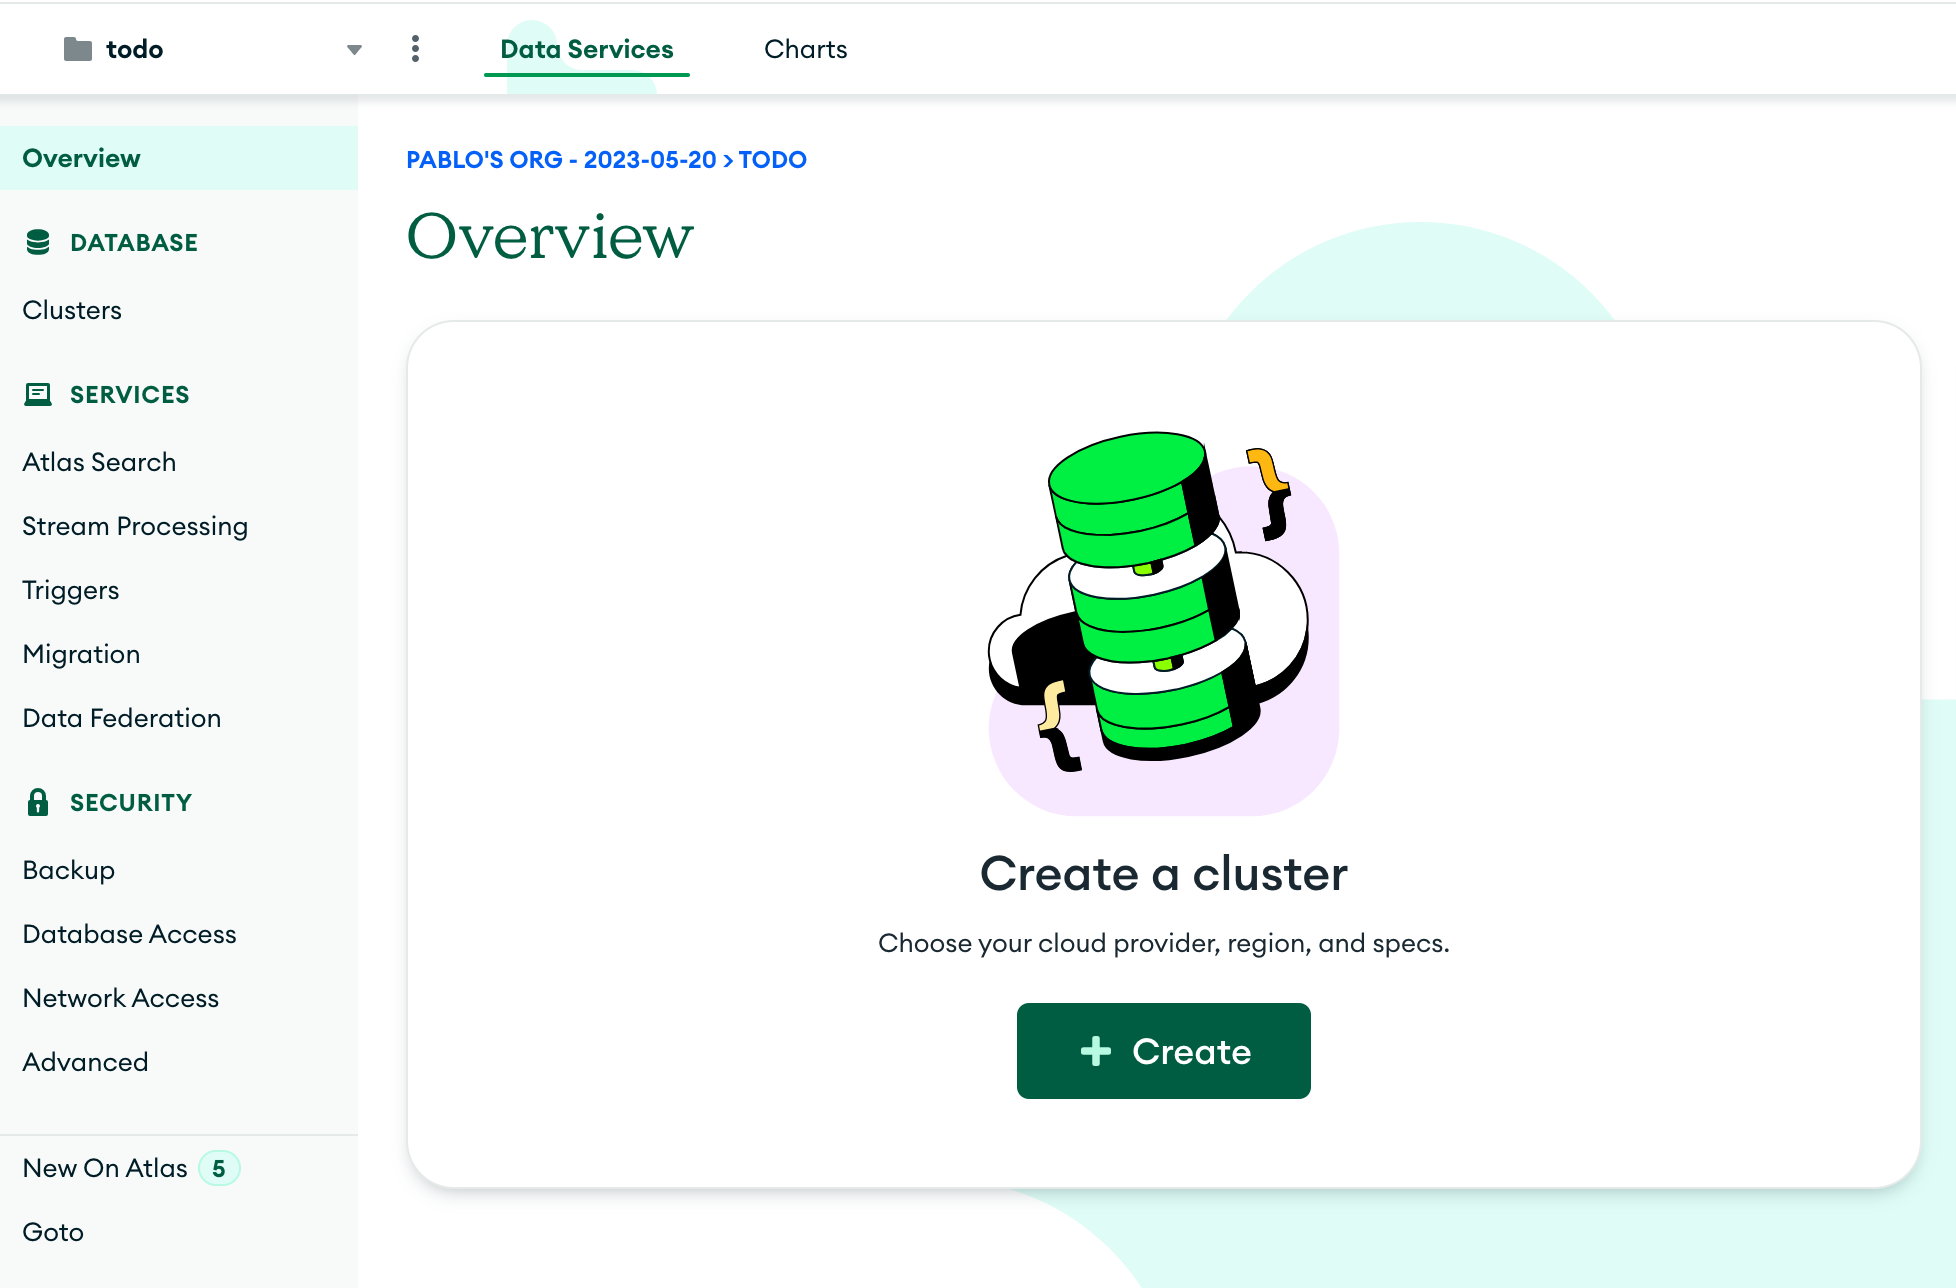 todo
Data Services
Charts
Overview
DATABASE
Clusters
SERVICES
Atlas Search
Stream Processing
Triggers
Migration
Data Federation
SECURITY
Backup
Database Access
Network Access
Advanced
New On Atlas 5
Goto
PABLO'S ORG - 2023-05-20 > TODO
Overview
Create a cluster
Choose your cloud provider, region, and specs.
+ Create